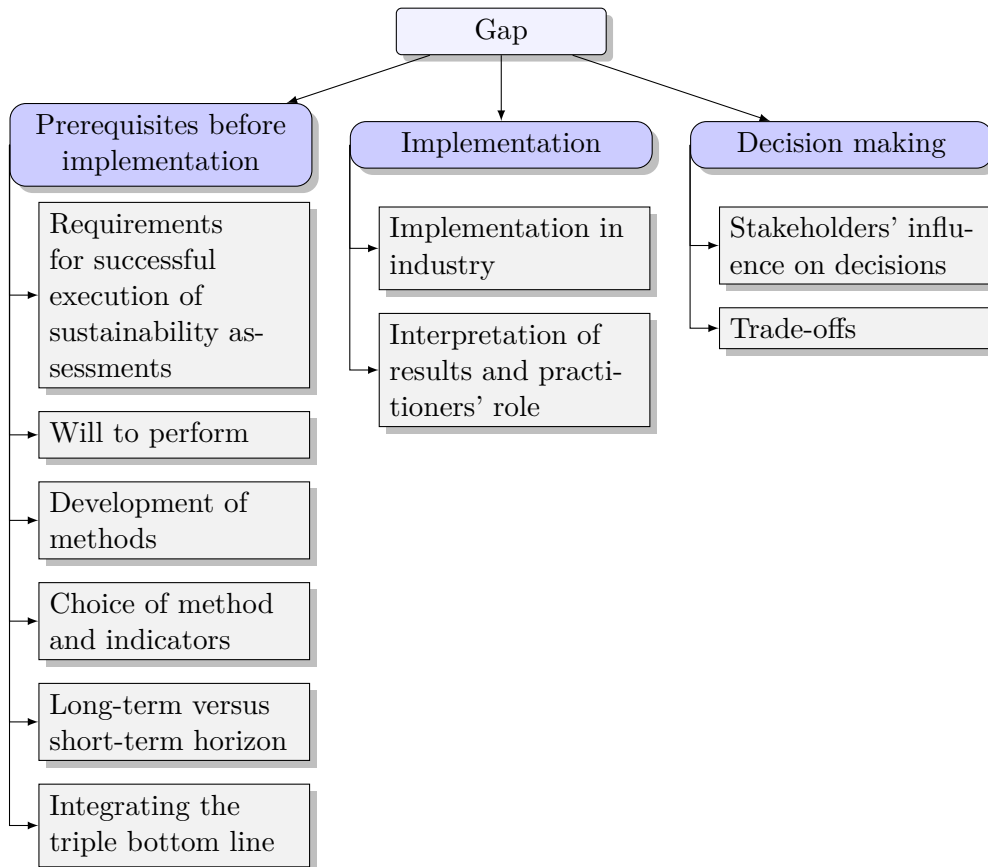 Gap
Prerequisites before
implementation
Requirements
for successful
execution of
sustainability as-
sessments
Will to perform
Development of
methods
Choice of method
and indicators
Long-term versus
short-term horizon
Integrating the
triple bottom line
Implementation
Implementation in
industry
Interpretation of
results and practi-
tioners' role
Decision making
Stakeholders' influ-
ence on decisions
Trade-offs